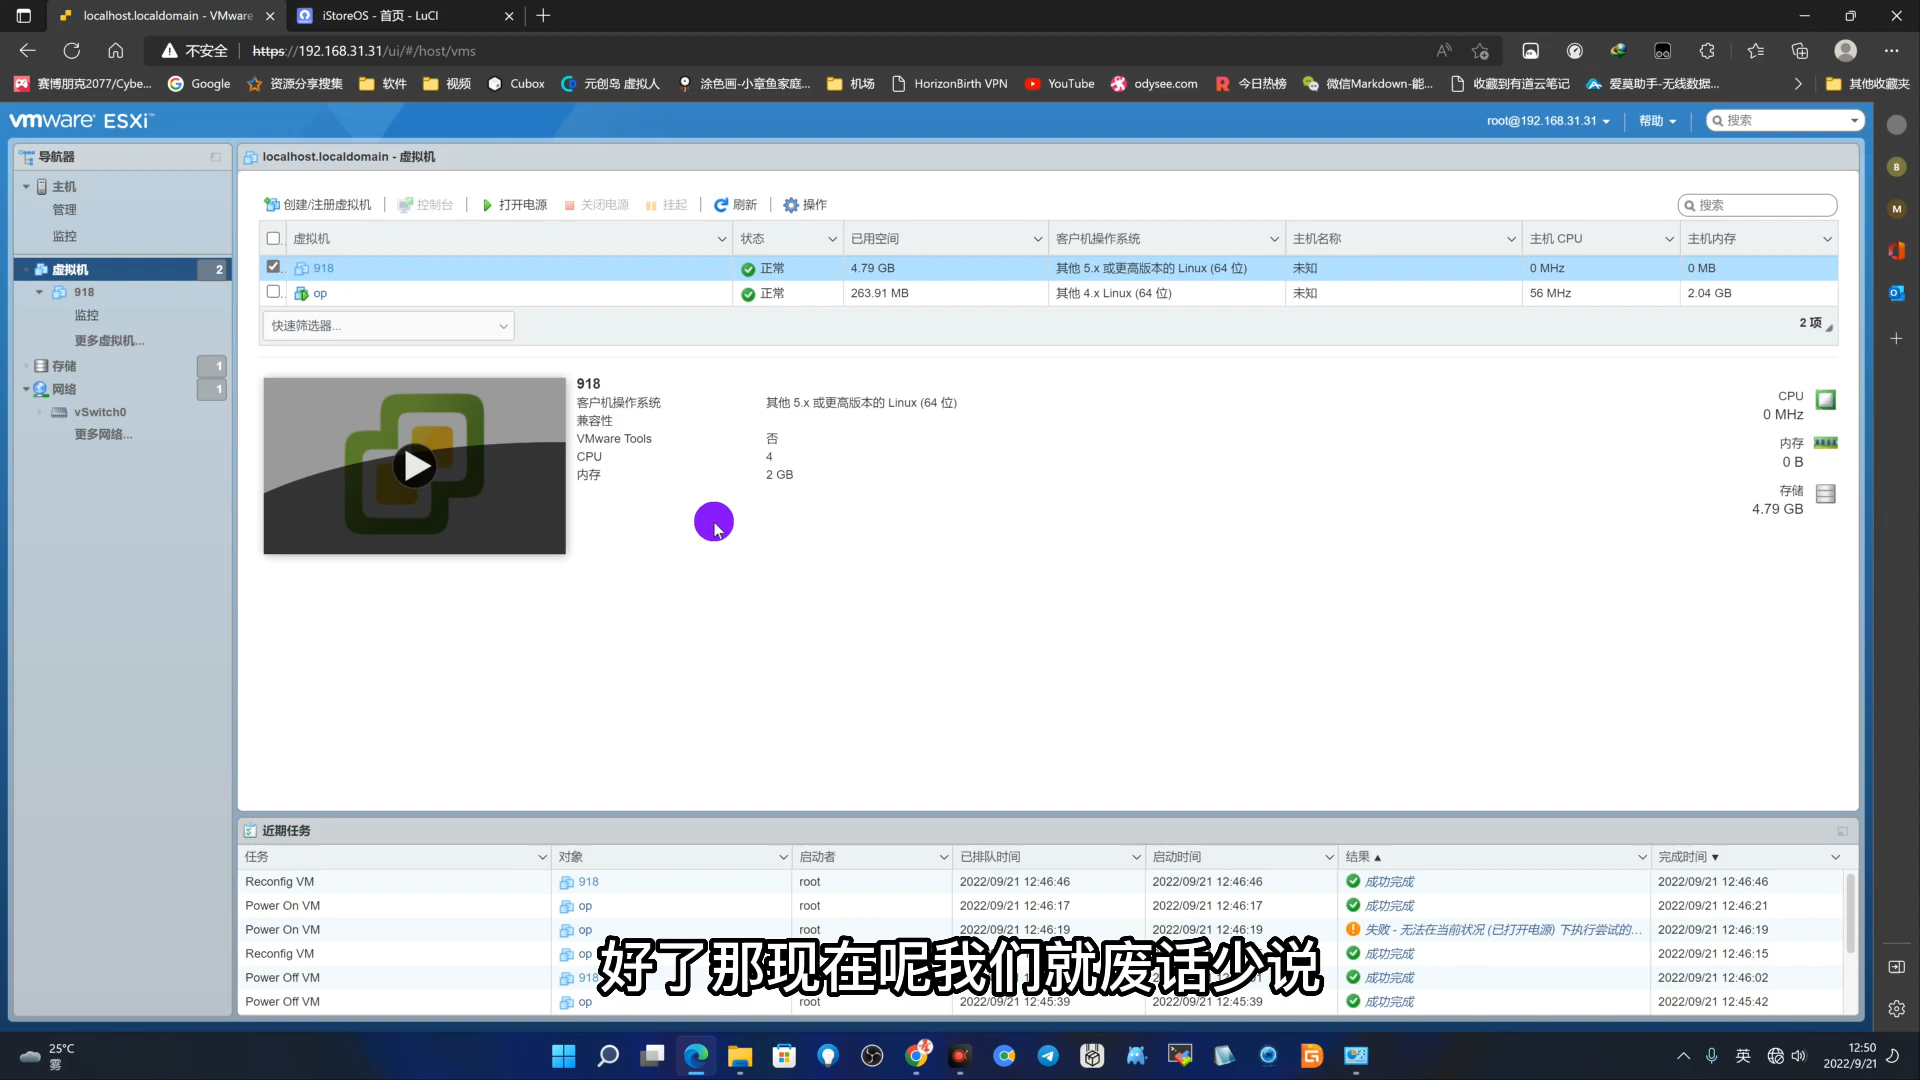 localhost.localdomain - VMware
iStoreOS - 首页 - LuCI
不安全
https://192.168.31.31/ui/#/host/vms
赛博朋克2077/Cybe...
Google
资源分享搜集
软件
视频
Cubox
元创岛 虚拟人
涂色画-小章鱼家庭...
机场
HorizonBirth VPN
YouTube
odysee.com
今日热榜
微信Markdown-能...
收藏到有道云笔记
爱莫助手-无线数据...
其他收藏夹
vmware ESXi™
root@192.168.31.31
帮助
搜索
导航器
主机
管理
监控
虚拟机 2
918
监控
更多虚拟机...
存储 1
网络 1
vSwitch0
更多网络...
localhost.localdomain - 虚拟机
创建/注册虚拟机 控制台 打开电源 关闭电源 挂起 刷新 操作
搜索
虚拟机 状态 已用空间 客户机操作系统 主机名称 主机 CPU 主机内存
918 正常 4.79 GB 其他 5.x 或更高版本的 Linux (64 位) 未知 0 MHz 0 MB
op 正常 263.91 MB 其他 4.x Linux (64 位) 未知 56 MHz 2.04 GB
快速筛选器...
2 项
918
客户机操作系统 其他 5.x 或更高版本的 Linux (64 位)
兼容性
VMware Tools 否
CPU 4
内存 2 GB
CPU
0 MHz
内存
0 B
存储
4.79 GB
近期任务
任务 对象 启动者 已排队时间 启动时间 结果▲ 完成时间▼
Reconfig VM 918 root 2022/09/21 12:46:46 2022/09/21 12:46:46 成功完成 2022/09/21 12:46:46
Power On VM op root 2022/09/21 12:46:17 2022/09/21 12:46:17 成功完成 2022/09/21 12:46:21
Power On VM op root 2022/09/21 12:46:19 2022/09/21 12:46:19 失败 - 无法在当前状况 (已打开电源) 下执行尝试的... 2022/09/21 12:46:19
Reconfig VM op 成功完成 2022/09/21 12:46:15
Power Off VM 918 成功完成 2022/09/21 12:46:02
Power Off VM op root 2022/09/21 12:45:39 2022/09/21 12:45:39 成功完成 2022/09/21 12:45:42
好了那现在呢我们就废话少说
B
M
25°C
雾
英
12:50
2022/9/21